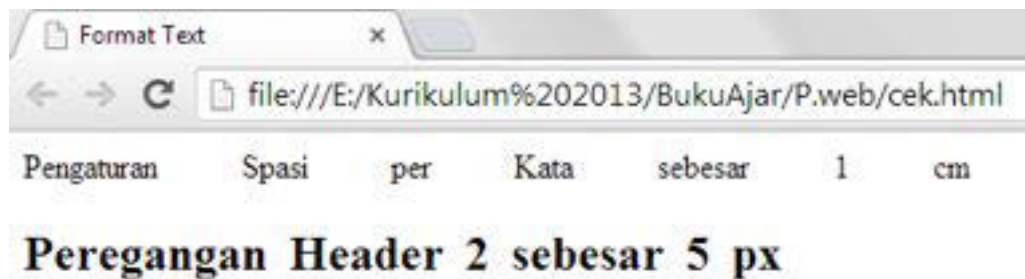 Format Text
file:///E:/Kurikulum%202013/BukuAjar/P.web/cek.html
Pengaturan Spasi per Kata sebesar 1 cm
Peregangan Header 2 sebesar 5 px